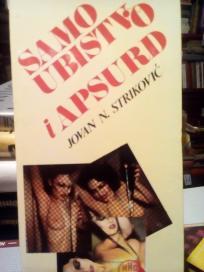 SAMO
UBISTVO
i APSURD
JOVAN N. STRIKOVIĆ